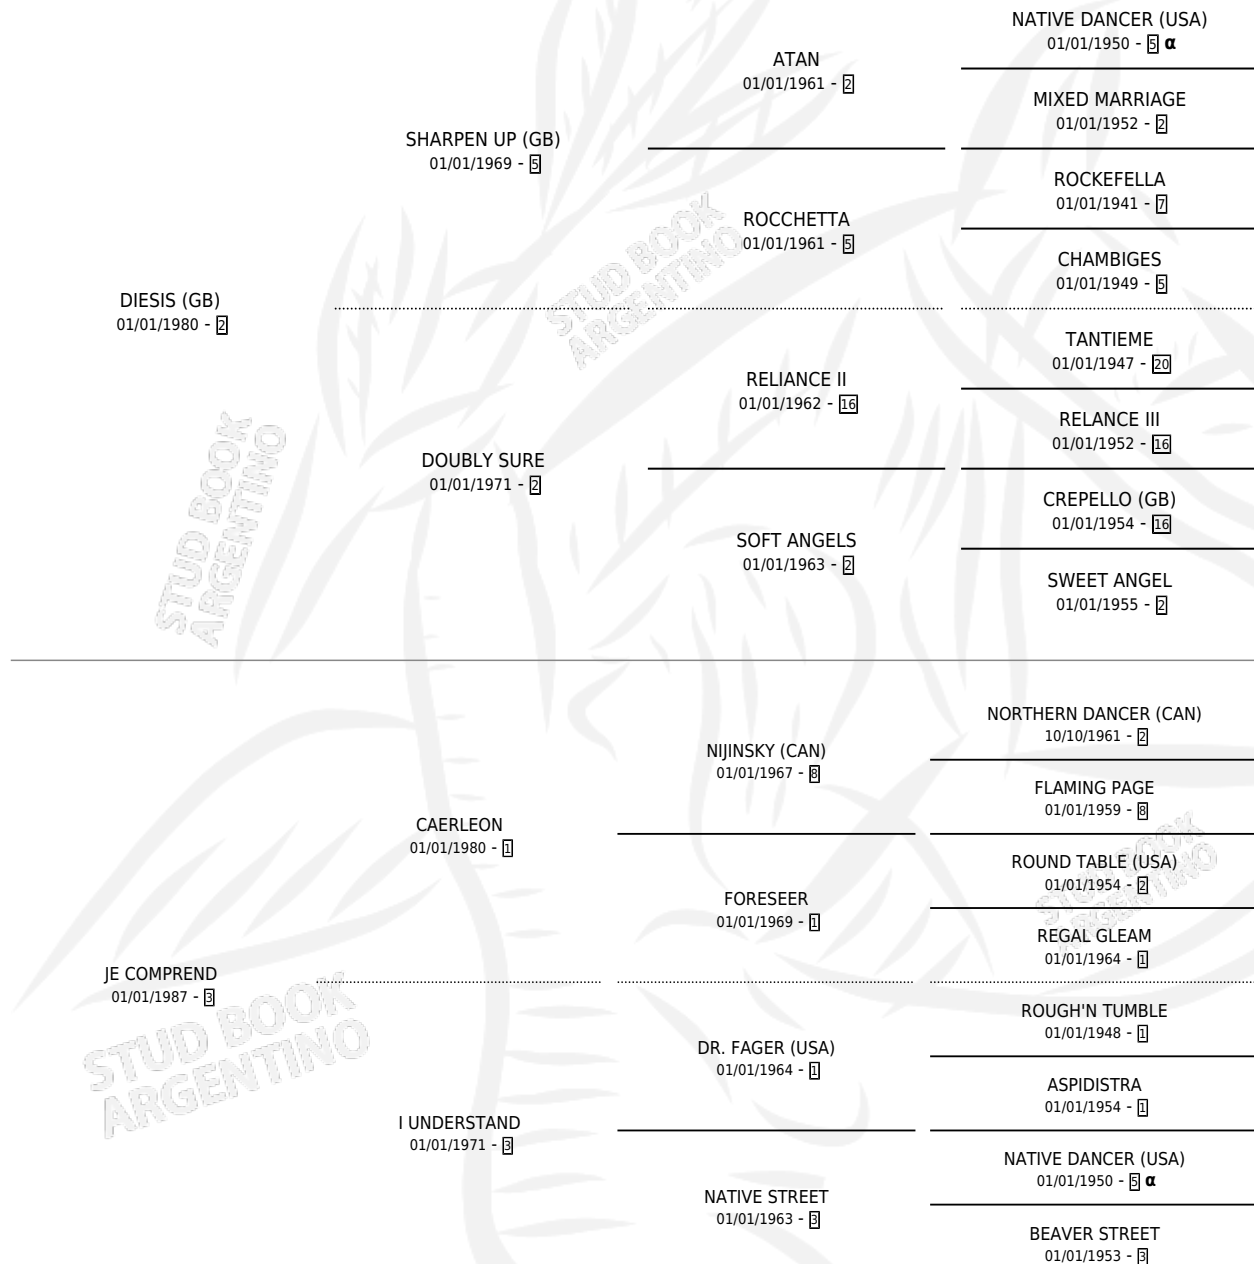 NATIVE DANCER (USA)
01/01/1950 - 5 α
ATAN
01/01/1961 - 2
MIXED MARRIAGE
01/01/1952 - 2
SHARPEN UP (GB)
01/01/1969 - 5
ROCKEFELLA
01/01/1941 - 7
ROCCHETTA
01/01/1961 - 5
CHAMBIGES
01/01/1949 - 5
STUD BOOK
ARGENTINO
DIESIS (GB)
01/01/1980 - 2
TANTIEME
01/01/1947 - 20
RELIANCE II
01/01/1962 - 16
RELANCE III
01/01/1952 - 16
DOUBLY SURE
01/01/1971 - 2
CREPELLO (GB)
01/01/1954 - 16
SOFT ANGELS
01/01/1963 - 2
SWEET ANGEL
01/01/1955 - 2
STUD BOOK
ARGENTINO
NORTHERN DANCER (CAN)
10/10/1961 - 2
NIJINSKY (CAN)
01/01/1967 - 8
FLAMING PAGE
01/01/1959 - 8
CAERLEON
01/01/1980 - 1
ROUND TABLE (USA)
01/01/1954 - 2
FORESEER
01/01/1969 - 1
REGAL GLEAM
01/01/1964 - 1
STUD BOOK
ARGENTINO
JE COMPREND
01/01/1987 - 3
ROUGH'N TUMBLE
01/01/1948 - 1
DR. FAGER (USA)
01/01/1964 - 1
ASPIDISTRA
01/01/1954 - 1
STUD BOOK
ARGENTINO
I UNDERSTAND
01/01/1971 - 3
NATIVE DANCER (USA)
01/01/1950 - 5 α
NATIVE STREET
01/01/1963 - 3
BEAVER STREET
01/01/1953 - 3